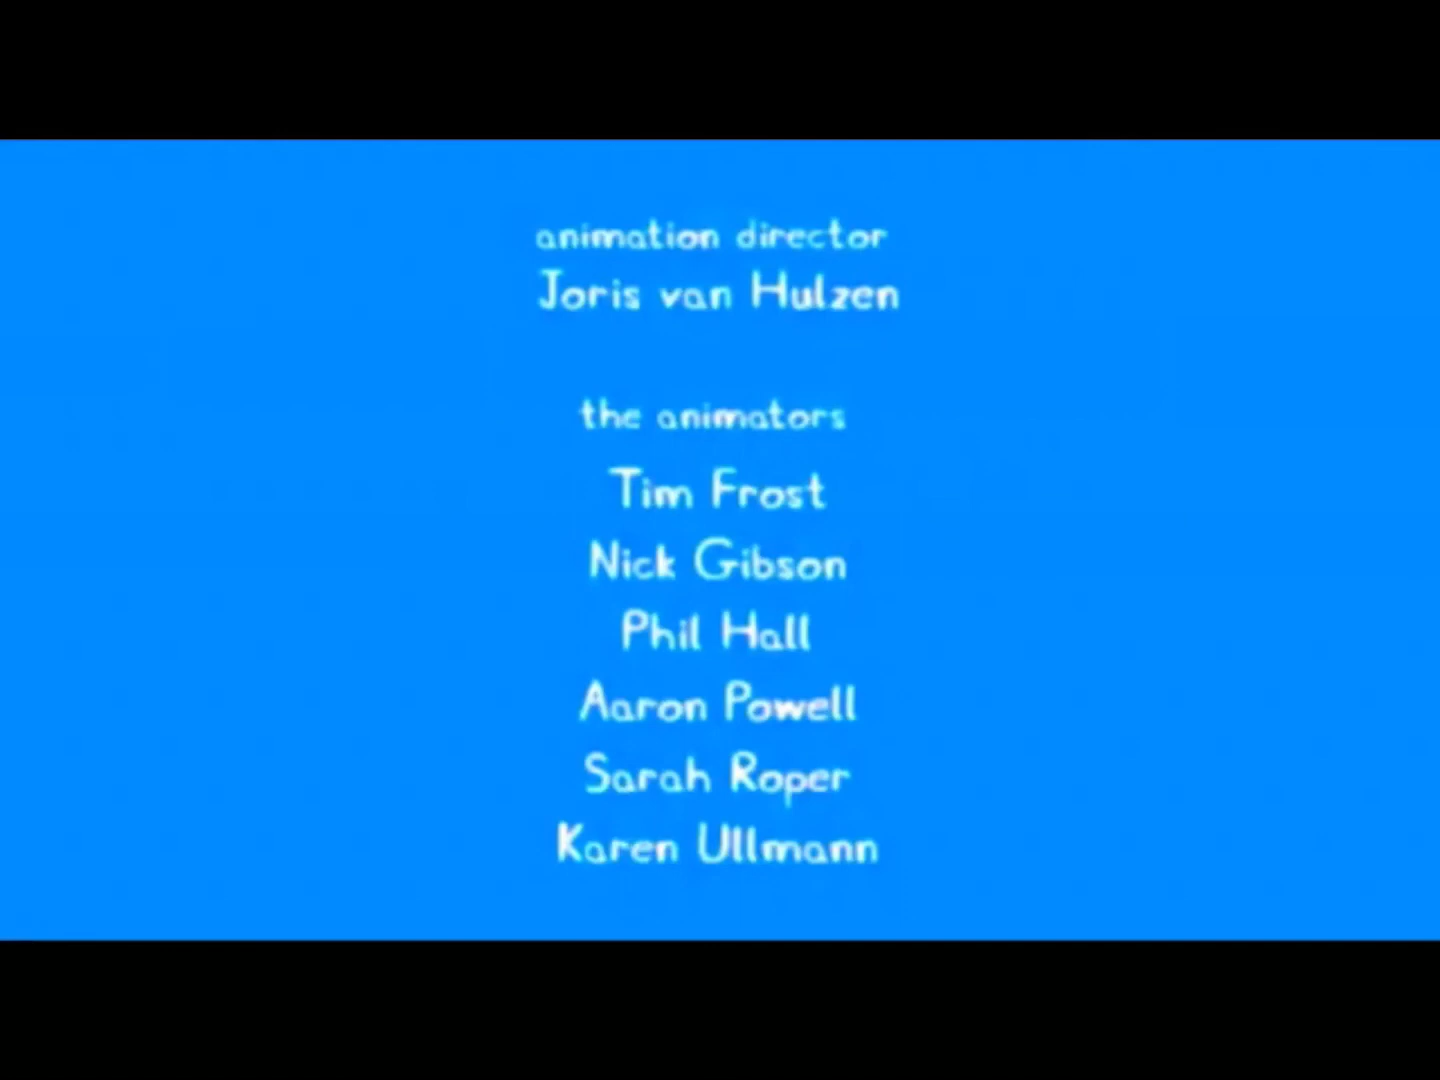 animation director
Joris van Hulzen
the animators
Tim Frost
Nick Gibson
Phil Hall
Aaron Powell
Sarah Roper
Karen Ullmann